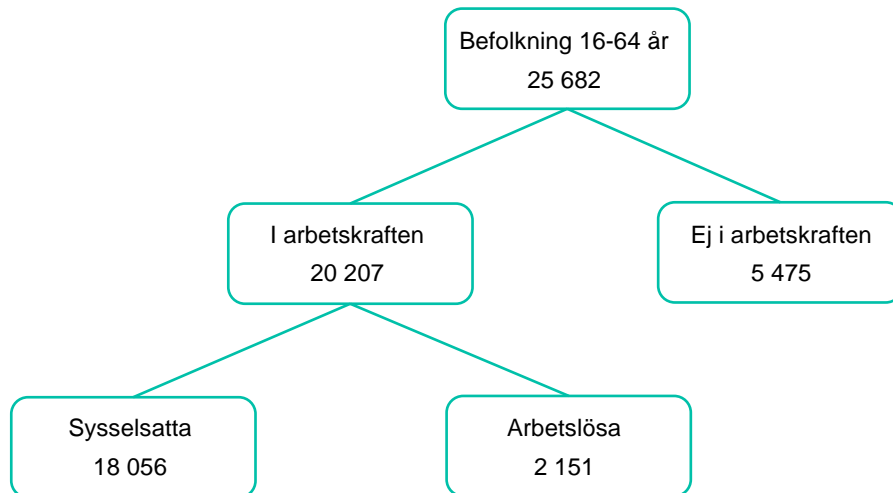 Befolkning 16-64 år
25 682
I arbetskraften
20 207
Ej i arbetskraften
5 475
Sysselsatta
18 056
Arbetslösa
2 151